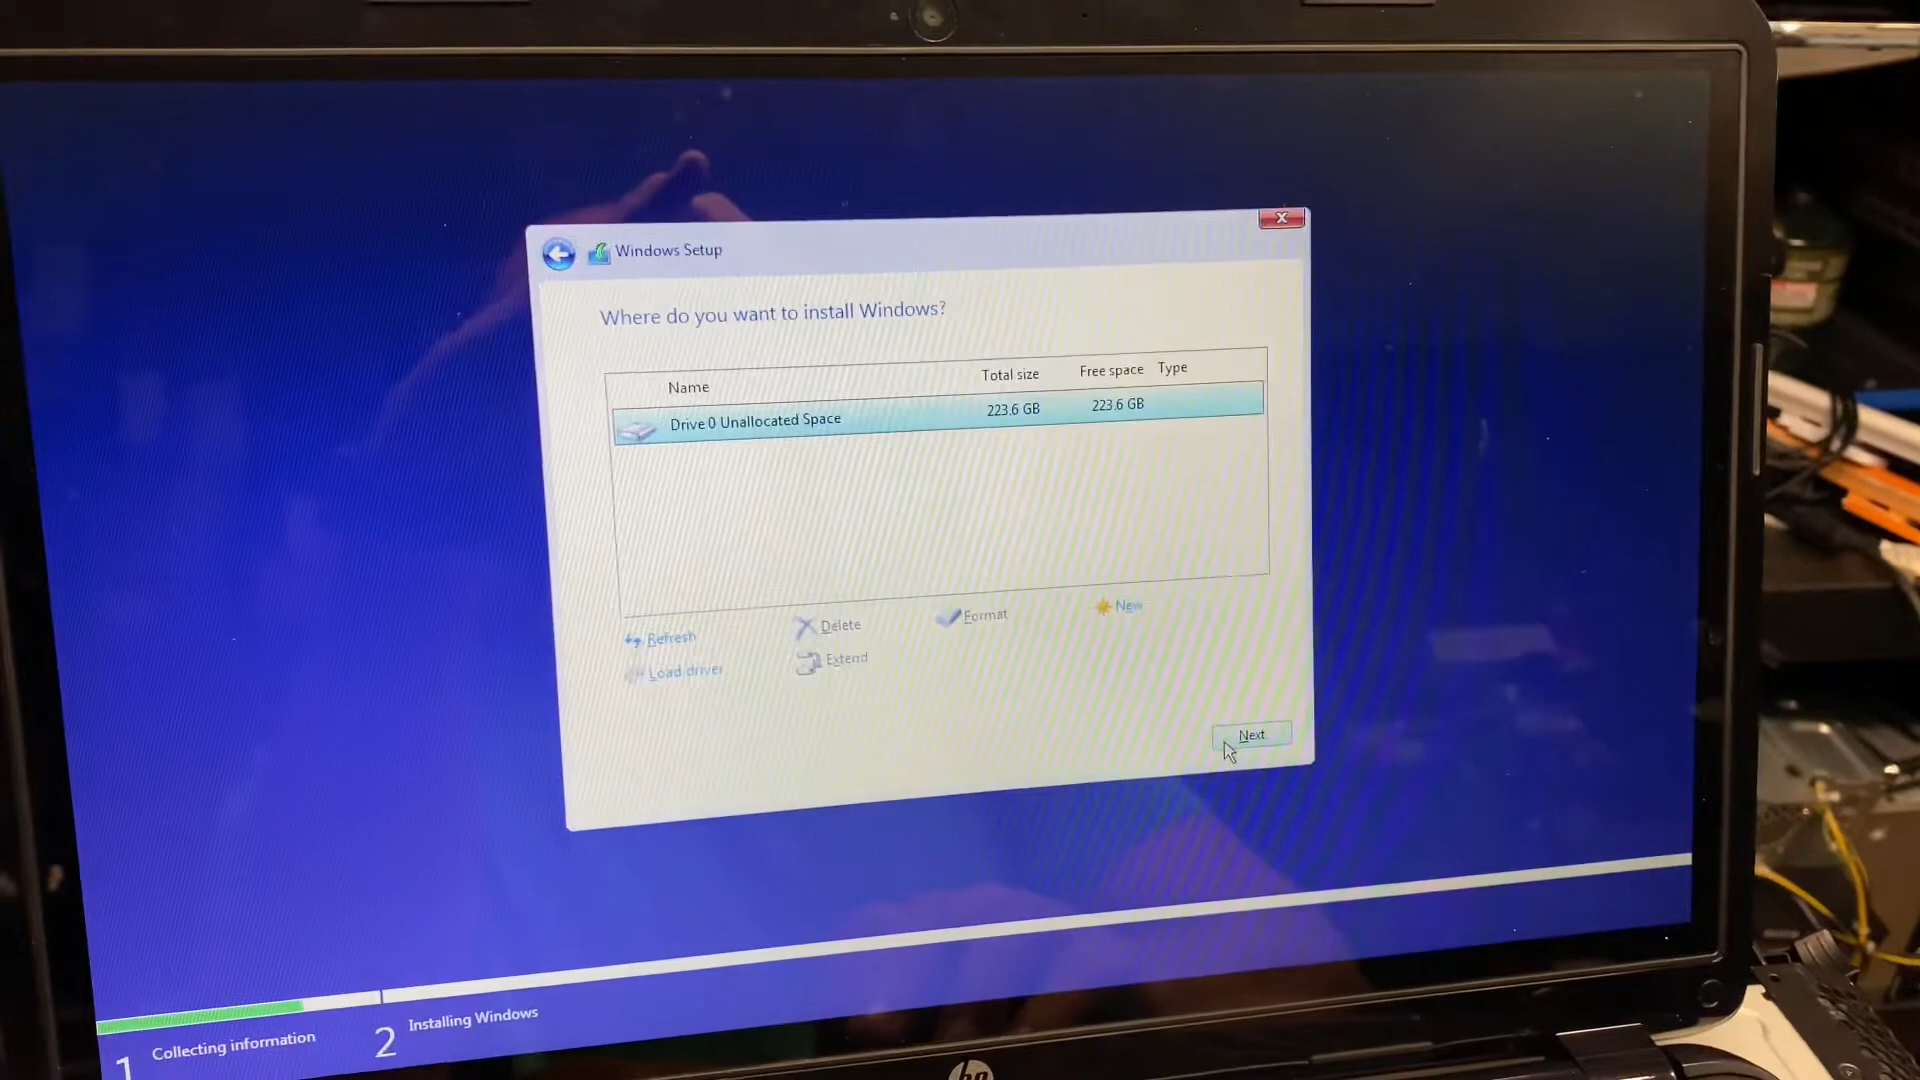 x
Windows Setup
Where do you want to install Windows?
Name Total size Free space Type
Drive 0 Unallocated Space 223.6 GB 223.6 GB
Refresh Delete Format New
Load driver Extend
Next
1 Collecting information 2 Installing Windows
hp